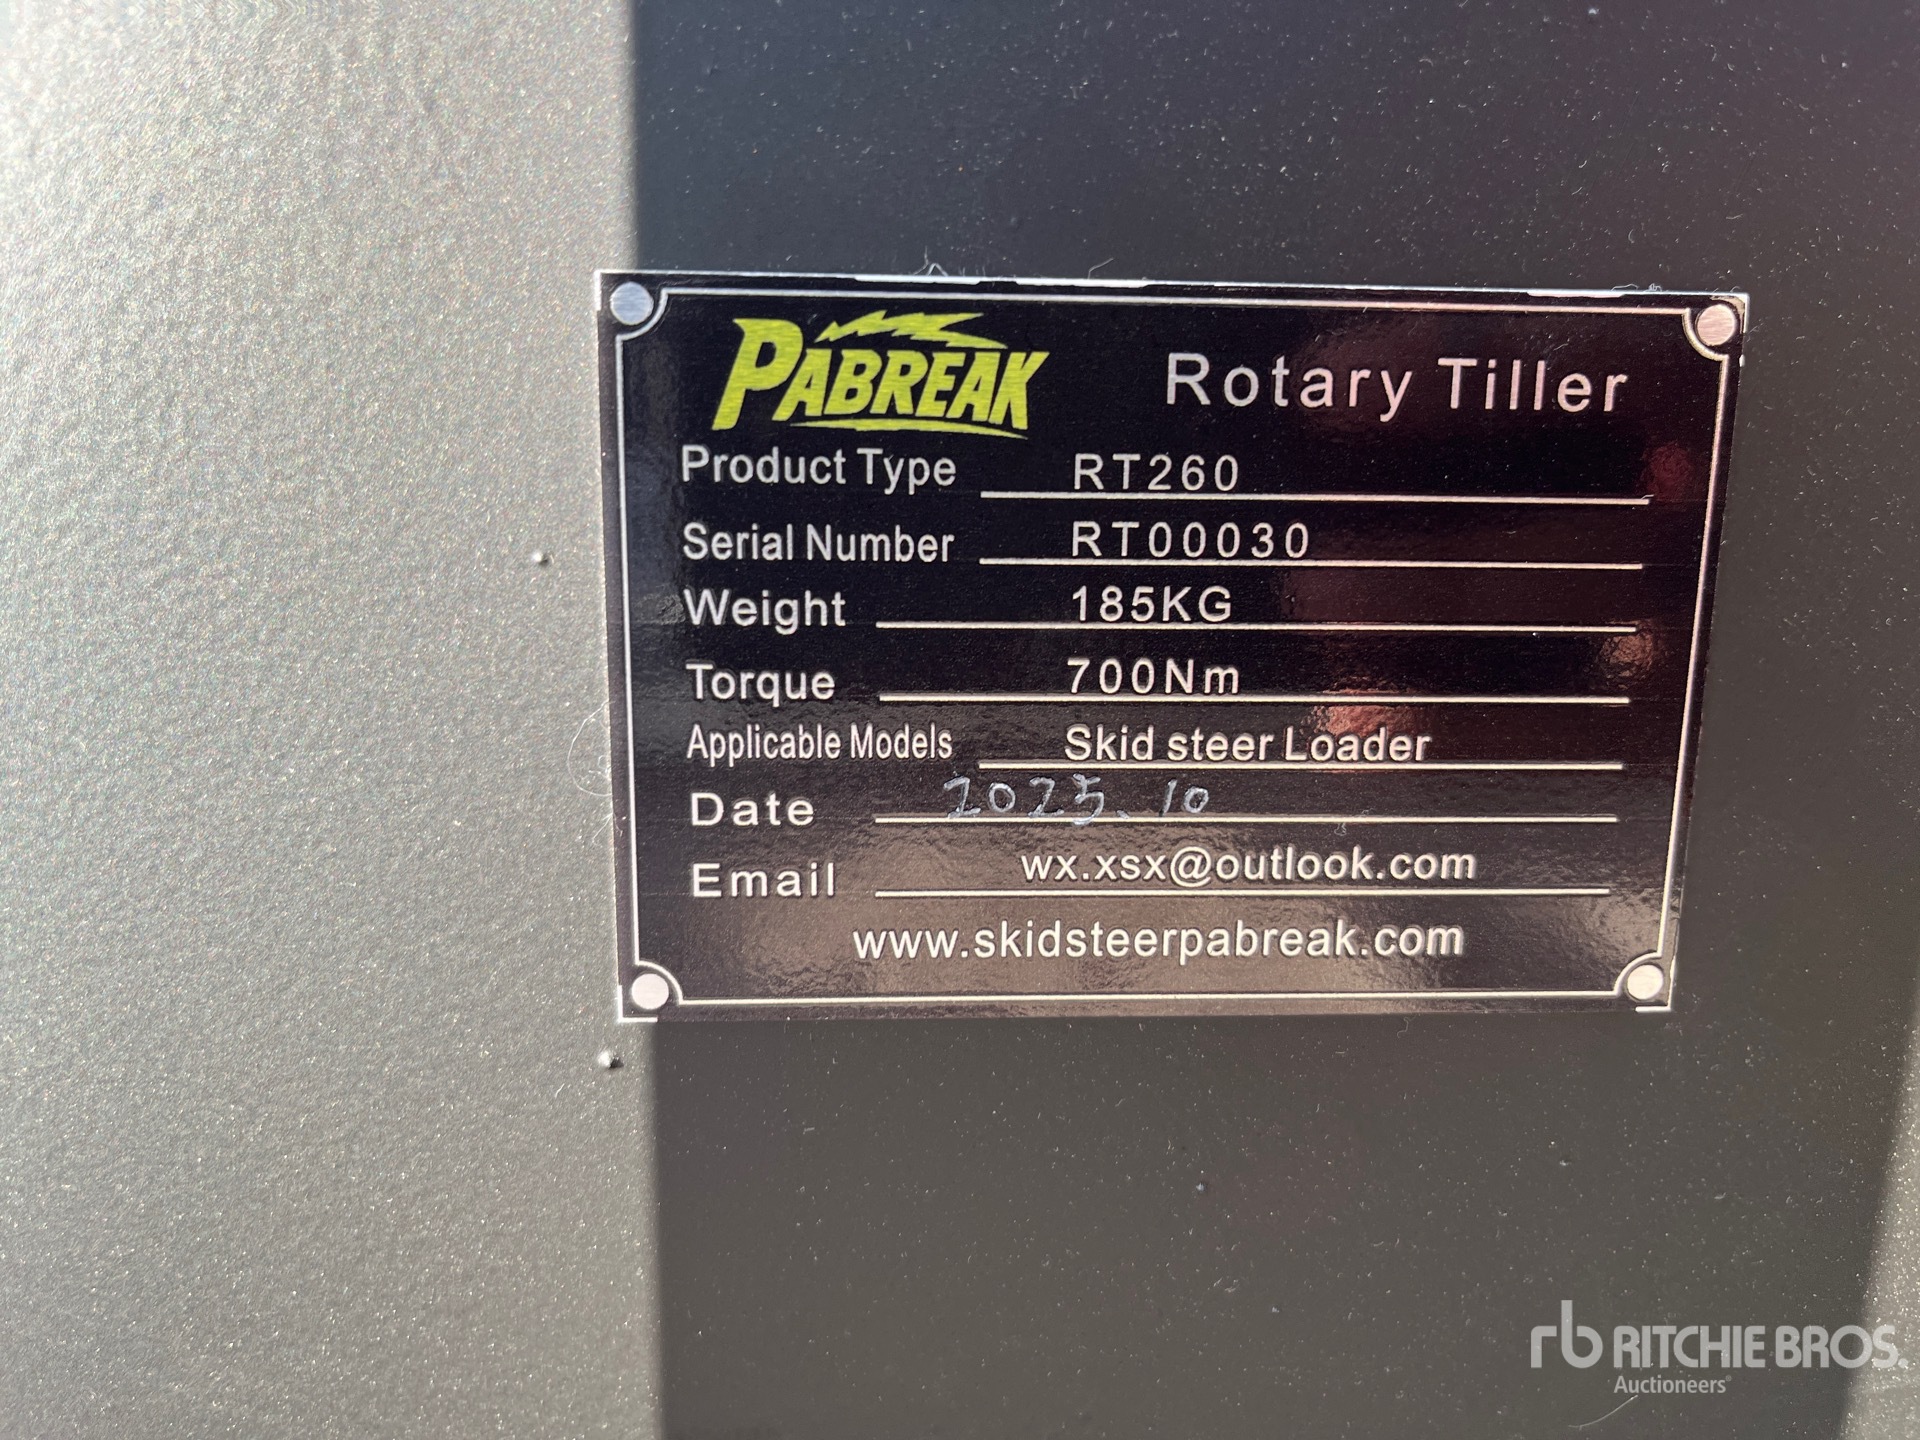 PABREAK Rotary Tiller
Product Type RT260
Serial Number RT00030
Weight 185KG
Torque 700Nm
Applicable Models Skid steer Loader
Date 2025.10
Email wx.xsx@outlook.com
www.skidsteerpabreak.com
rb RITCHIE BROS.
Auctioneers